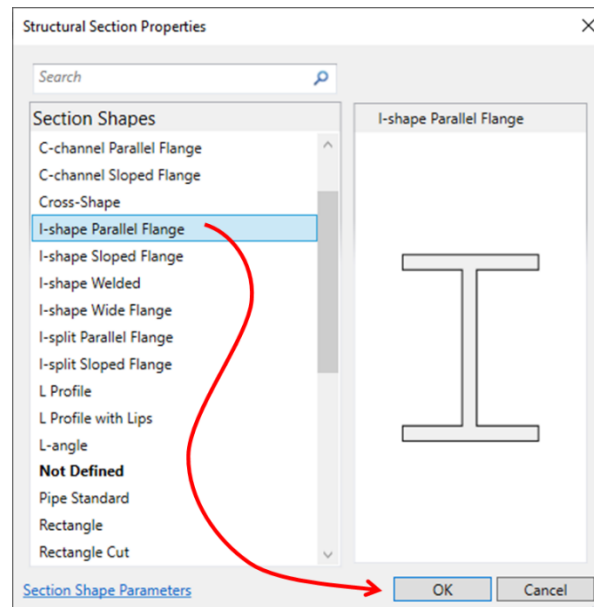 Structural Section Properties
Search
Section Shapes
C-channel Parallel Flange
C-channel Sloped Flange
Cross-Shape
I-shape Parallel Flange
I-shape Sloped Flange
I-shape Welded
I-shape Wide Flange
I-split Parallel Flange
I-split Sloped Flange
L Profile
L Profile with Lips
L-angle
Not Defined
Pipe Standard
Rectangle
Rectangle Cut
I-shape Parallel Flange
Section Shape Parameters
OK
Cancel